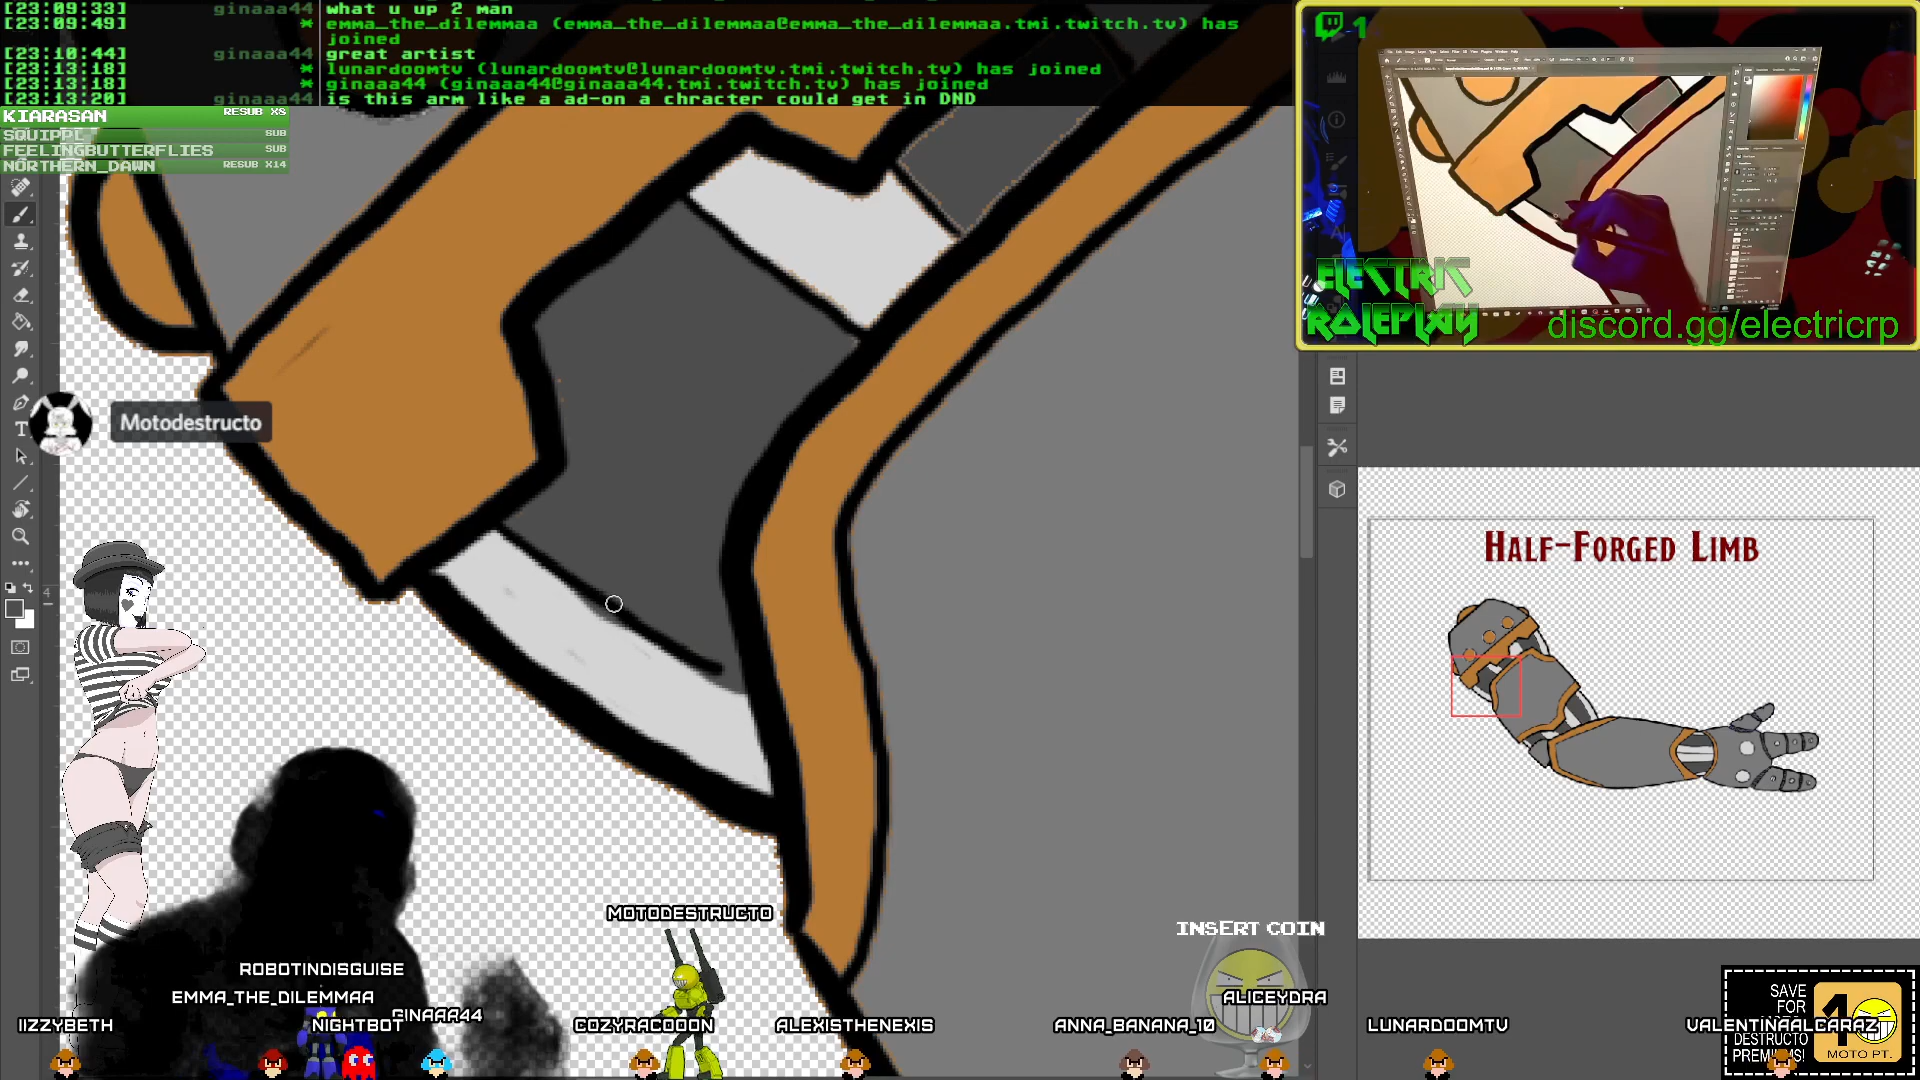 [23:09:33] ginaaa44 what u up 2 man
[23:09:49] * emma_the_dilemmaa (emma_the_dilemmaa@emma_the_dilemmaa.tmi.twitch.tv) has
joined
[23:10:44] ginaaa44 great artist
[23:13:18] * lunardoomtv (lunardoomtv@lunardoomtv.tmi.twitch.tv) has joined
[23:13:18] * ginaaa44 (ginaaa44@ginaaa44.tmi.twitch.tv) has joined
[23:13:20] ginaaa44 is this arm like a ad-on a chracter could get in DND
KIARASAN RESUB X8
SQUIPPL SUB
FEELINGBUTTERFLIES SUB
NORTHERN_DAWN RESUB X14
1
ELECTRIC
ROLEPLAY
discord.gg/electricrp
Motodestructo
4
Half-Forged Limb
MOTODESTRUCTO
INSERT COIN
ROBOTINDISGUISE
EMMA_THE_DILEMMAA
GINAAA44
IIZZYBETH
NIGHTBOT
COZYRACOOON
ALEXISTHENEXIS
ANNA_BANANA_10
ALICEYDRA
LUNARDOOMTV
VALENTINAALCARAZ
SAVE
FOR
DESTRUCTO
PREMIUMS!
MOTO PT.